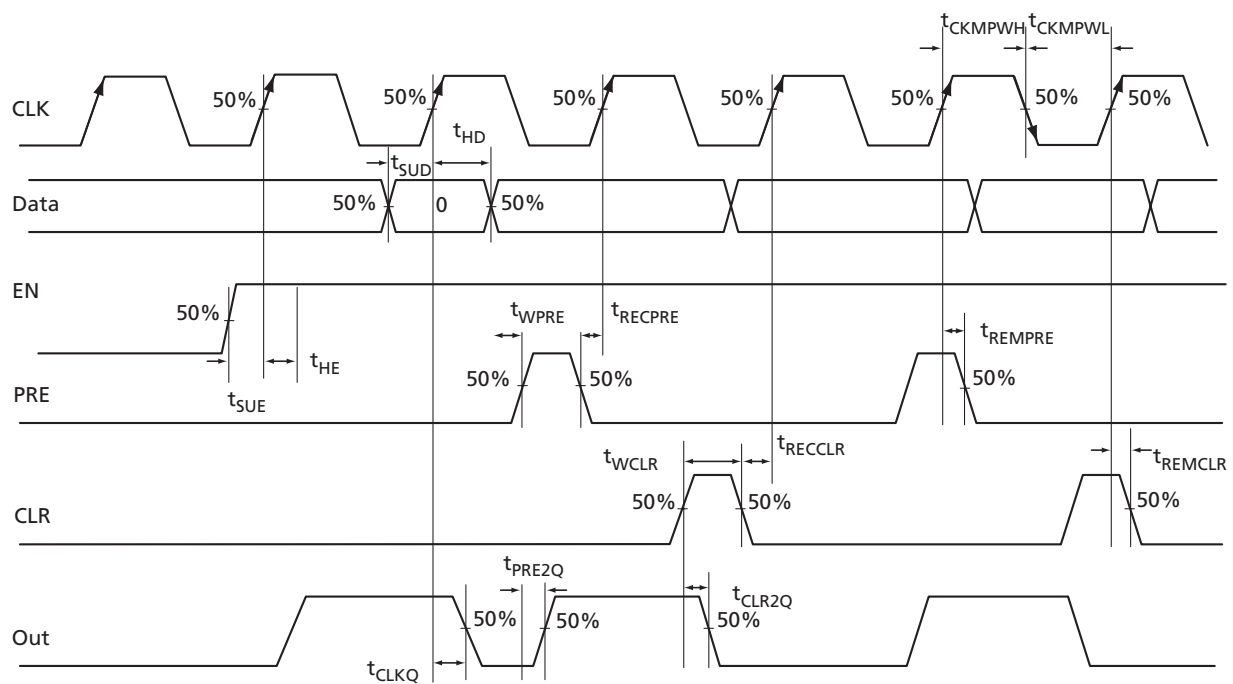 tCKMPWH tCKMPWL
CLK
50% 50% 50% 50% 50% 50% 50%
tHD
tSUD
Data
50% 0 50%
EN
50%
tWPRE tRECPRE tREMPRE
tHE
tSUE
PRE
50% 50% 50%
tWCLR tRECCLR tREMCLR
CLR
50% 50% 50%
tPRE2Q
tCLR2Q
Out
50% 50% 50%
tCLKQ